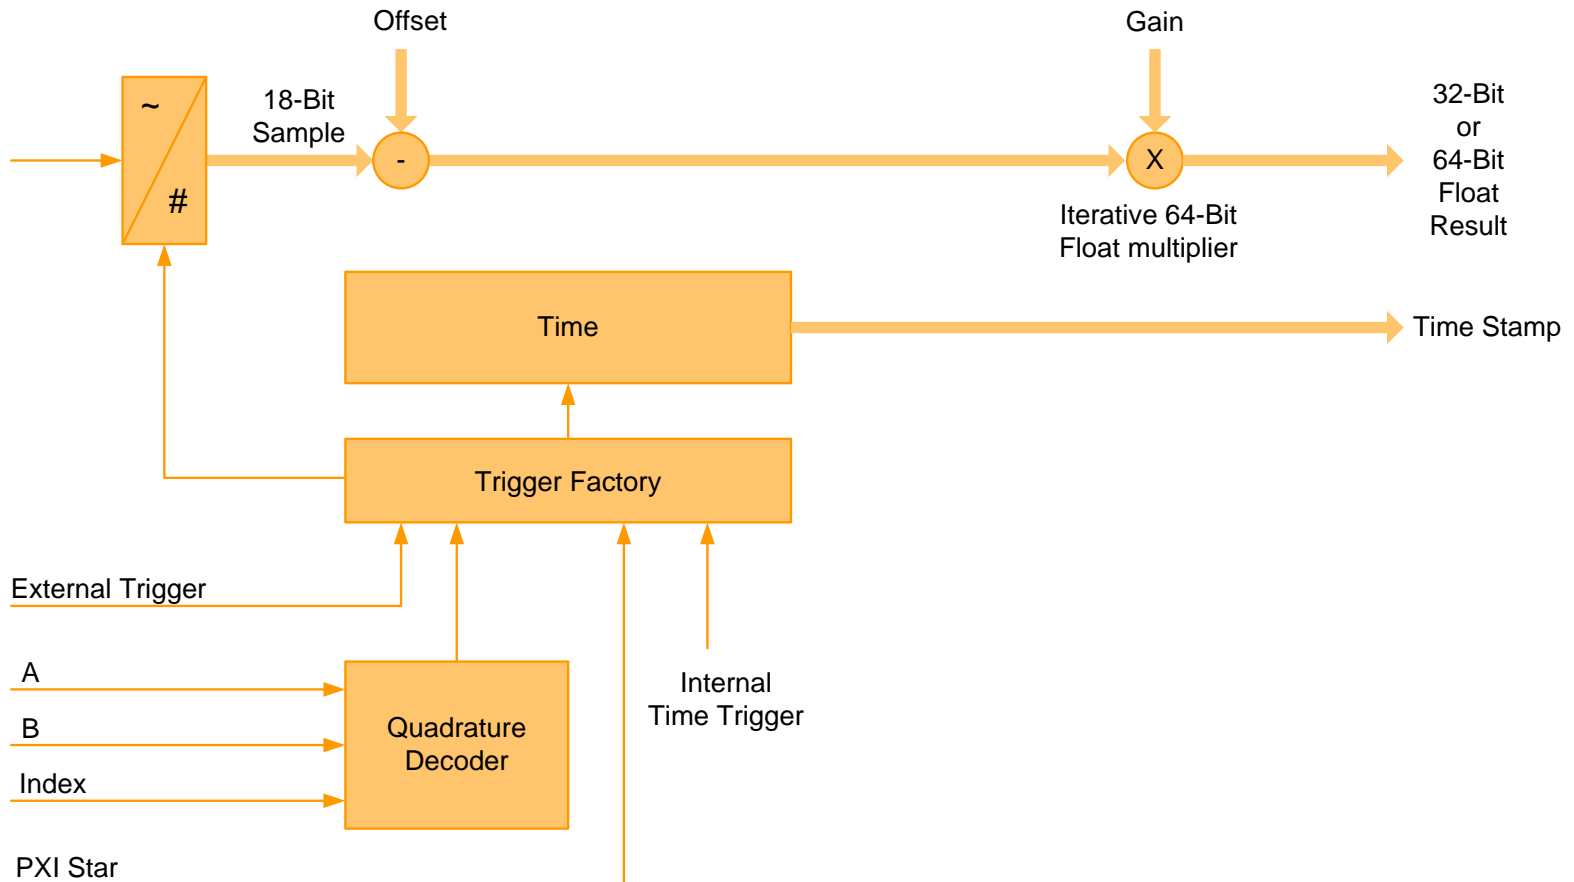 Offset
Gain
~
#
18-Bit
Sample
-
X
32-Bit
or
64-Bit
Float
Result
Iterative 64-Bit
Float multiplier
Time
Time Stamp
Trigger Factory
External Trigger
A
B
Index
Quadrature
Decoder
Internal
Time Trigger
PXI Star